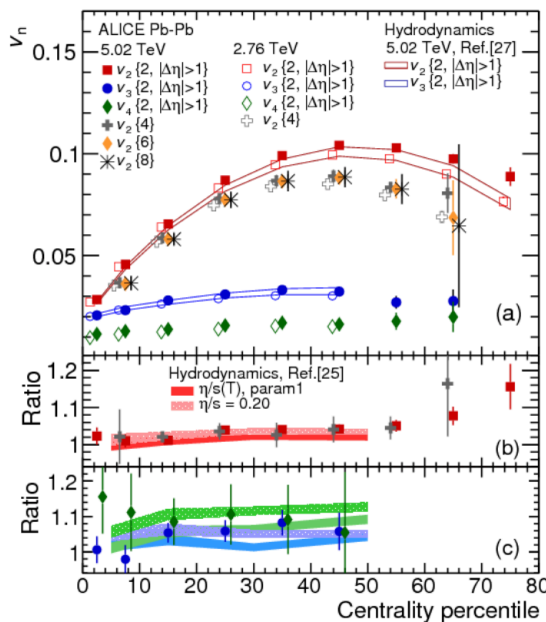 v_n
0.15
0.1
0.05
ALICE Pb-Pb
5.02 TeV
v_2{2, |Δη|>1}
v_3{2, |Δη|>1}
v_4{2, |Δη|>1}
v_2{4}
v_2{6}
v_2{8}
2.76 TeV
v_2{2, |Δη|>1}
v_3{2, |Δη|>1}
v_4{2, |Δη|>1}
v_2{4}
Hydrodynamics
5.02 TeV, Ref.[27]
v_2{2, |Δη|>1}
v_3{2, |Δη|>1}
(a)
Ratio
1.2
1.1
1
Hydrodynamics, Ref.[25]
η/s(T), param1
η/s = 0.20
(b)
Ratio
1.2
1.1
1
(c)
0 10 20 30 40 50 60 70 80
Centrality percentile